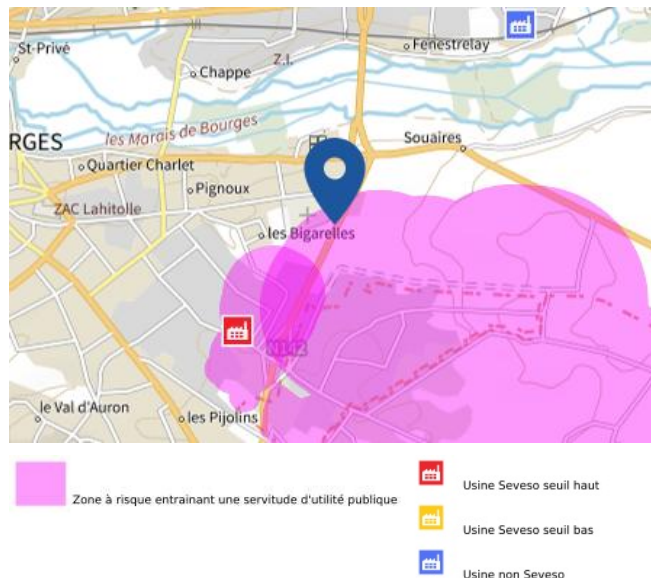 St-Privé
Fenestrelay
Chappe
Z.I.
les Marais de Bourges
RGES
Souaires
Quartier Charlet
Pignoux
ZAC Lahitolle
les Bigarelles
N142
le Val d'Auron
les Pijolins
Zone à risque entrainant une servitude d'utilité publique
Usine Seveso seuil haut
Usine Seveso seuil bas
Usine non Seveso